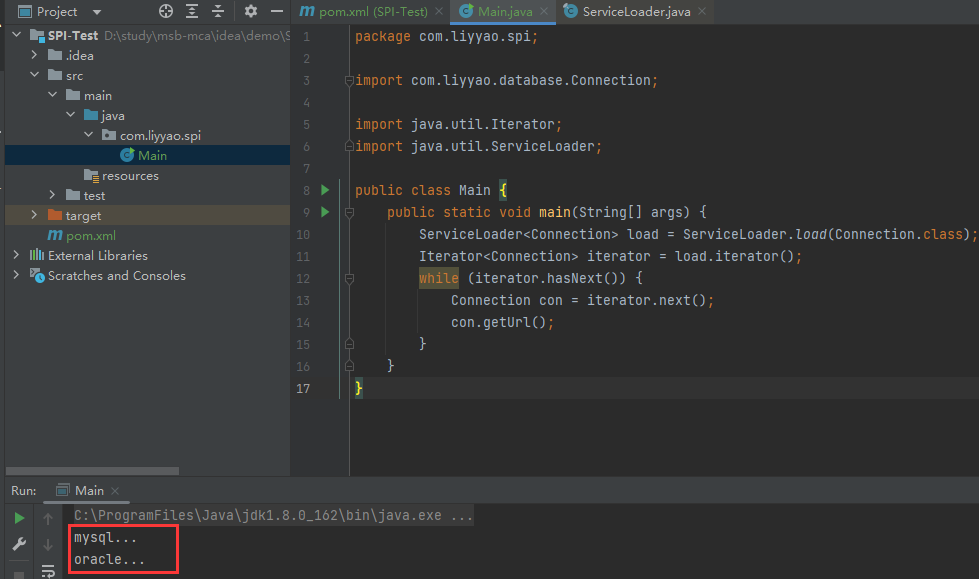 Project
pom.xml (SPI-Test)
Main.java
ServiceLoader.java
SPI-Test D:\study\msb-mca\idea\demo\S
.idea
src
main
java
com.liyyao.spi
Main
resources
test
target
pom.xml
External Libraries
Scratches and Consoles
1 package com.liyyao.spi;
2
3 import com.liyyao.database.Connection;
4
5 import java.util.Iterator;
6 import java.util.ServiceLoader;
7
8 public class Main {
9 public static void main(String[] args) {
10 ServiceLoader<Connection> load = ServiceLoader.load(Connection.class);
11 Iterator<Connection> iterator = load.iterator();
12 while (iterator.hasNext()) {
13 Connection con = iterator.next();
14 con.getUrl();
15 }
16 }
17 }
Run: Main
C:\ProgramFiles\Java\jdk1.8.0_162\bin\java.exe ...
mysql...
oracle...